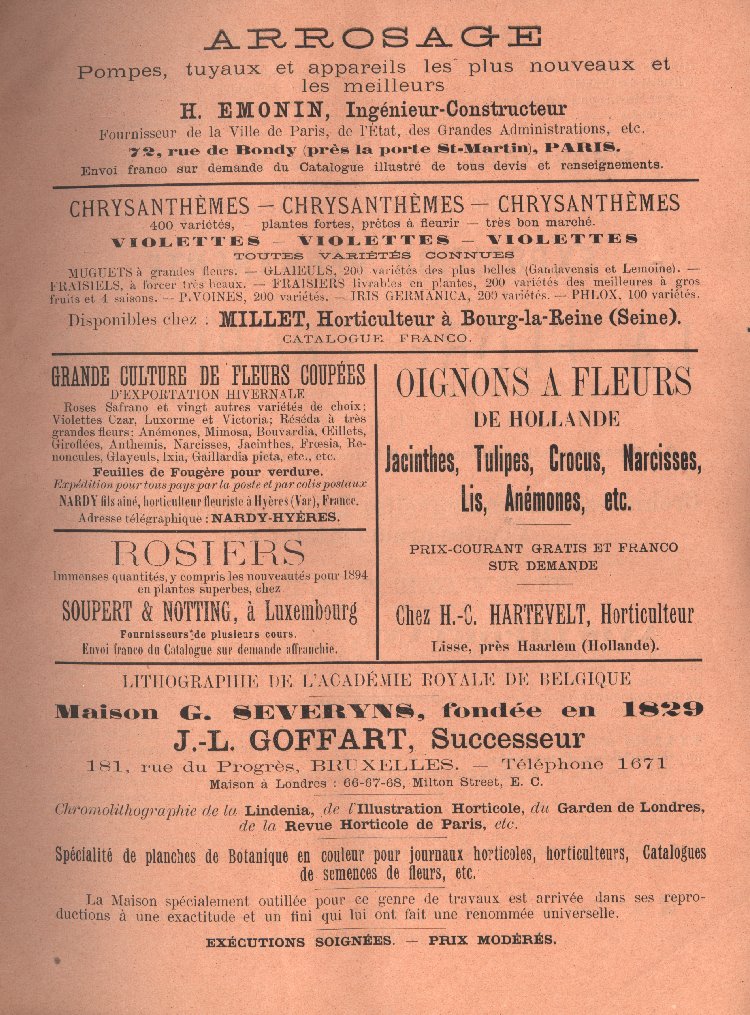 ARROSAGE
Pompes, tuyaux et appareils les plus nouveaux et
les meilleurs
H. EMONIN, Ingénieur-Constructeur
Fournisseur de la Ville de Paris, de l'État, des Grandes Administrations, etc.
72, rue de Bondy (près la porte St-Martin), PARIS.
Envoi franco sur demande du Catalogue illustré de tous devis et renseignements.
CHRYSANTHÈMES — CHRYSANTHÈMES — CHRYSANTHÈMES
400 variétés, plantes fortes, prêtes à fleurir — très bon marché.
VIOLETTES — VIOLETTES — VIOLETTES
TOUTES VARIÉTÉS CONNUES
MUGUETS à grandes fleurs. — GLAIEULS, 200 variétés des plus belles (Gandavensis et Lemoine). —
FRAISIELS, à forcer très beaux. — FRAISIERS livrables en plantes, 200 variétés des meilleures à gros
fruits et 4 saisons. — PIVOINES, 200 variétés. — IRIS GERMANICA, 200 variétés. — PHLOX, 100 variétés.
Disponibles chez : MILLET, Horticulteur à Bourg-la-Reine (Seine).
CATALOGUE FRANCO.
GRANDE CULTURE DE FLEURS COUPÉES
D'EXPORTATION HIVERNALE
Roses Safrano et vingt autres variétés de choix;
Violettes Czar, Luxorme et Victoria; Réséda à très
grandes fleurs; Anémones, Mimosa, Bouvardia, Œillets,
Giroflées, Anthemis, Narcisses, Jacinthes, Frœsia, Re-
noncules, Glayeuls, Ixia, Gaillardia picta, etc., etc.
Feuilles de Fougère pour verdure.
Expédition pour tous pays par la poste et par colis postaux
NARDY fils aîné, horticulteur fleuriste à Hyères (Var), France.
Adresse télégraphique : NARDY-HYÈRES.
ROSIERS
Immenses quantités, y compris les nouveautés pour 1894
en plantes superbes, chez
SOUPERT & NOTTING, à Luxembourg
Fournisseurs de plusieurs cours.
Envoi franco du Catalogue sur demande affranchie.
OIGNONS A FLEURS
DE HOLLANDE
Jacinthes, Tulipes, Crocus, Narcisses,
Lis, Anémones, etc.
PRIX-COURANT GRATIS ET FRANCO
SUR DEMANDE
Chez H.-C. HARTEVELT, Horticulteur
Lisse, près Haarlem (Hollande).
LITHOGRAPHIE DE L'ACADÉMIE ROYALE DE BELGIQUE
Maison G. SEVERYNS, fondée en 1829
J.-L. GOFFART, Successeur
181, rue du Progrès, BRUXELLES. — Téléphone 1671
Maison à Londres : 66-67-68, Milton Street, E. C.
Chromolithographie de la Lindenia, de l'Illustration Horticole, du Garden de Londres,
de la Revue Horticole de Paris, etc.
Spécialité de planches de Botanique en couleur pour journaux horticoles, horticulteurs, Catalogues
de semences de fleurs, etc.
La Maison spécialement outillée pour ce genre de travaux est arrivée dans ses repro-
ductions à une exactitude et un fini qui lui ont fait une renommée universelle.
EXÉCUTIONS SOIGNÉES. — PRIX MODÉRÉS.